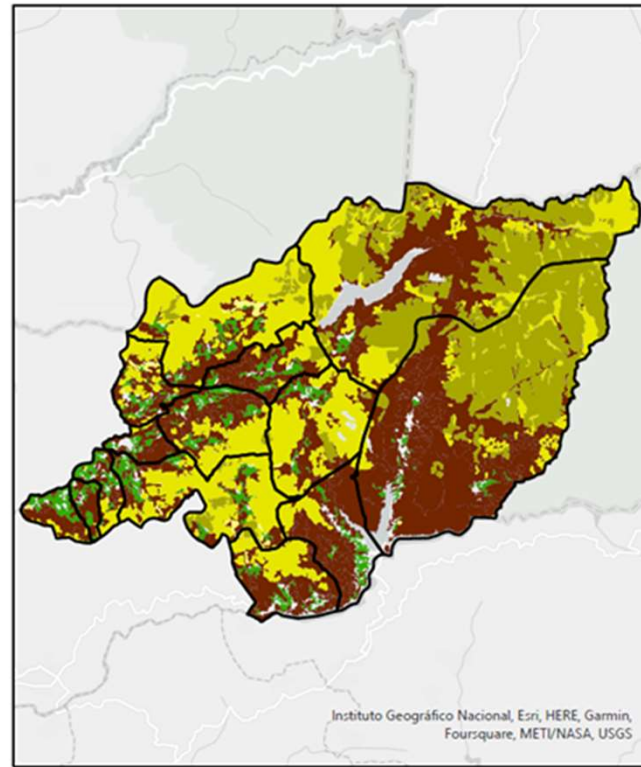 Instituto Geográfico Nacional, Esri, HERE, Garmin,
Foursquare, METI/NASA, USGS